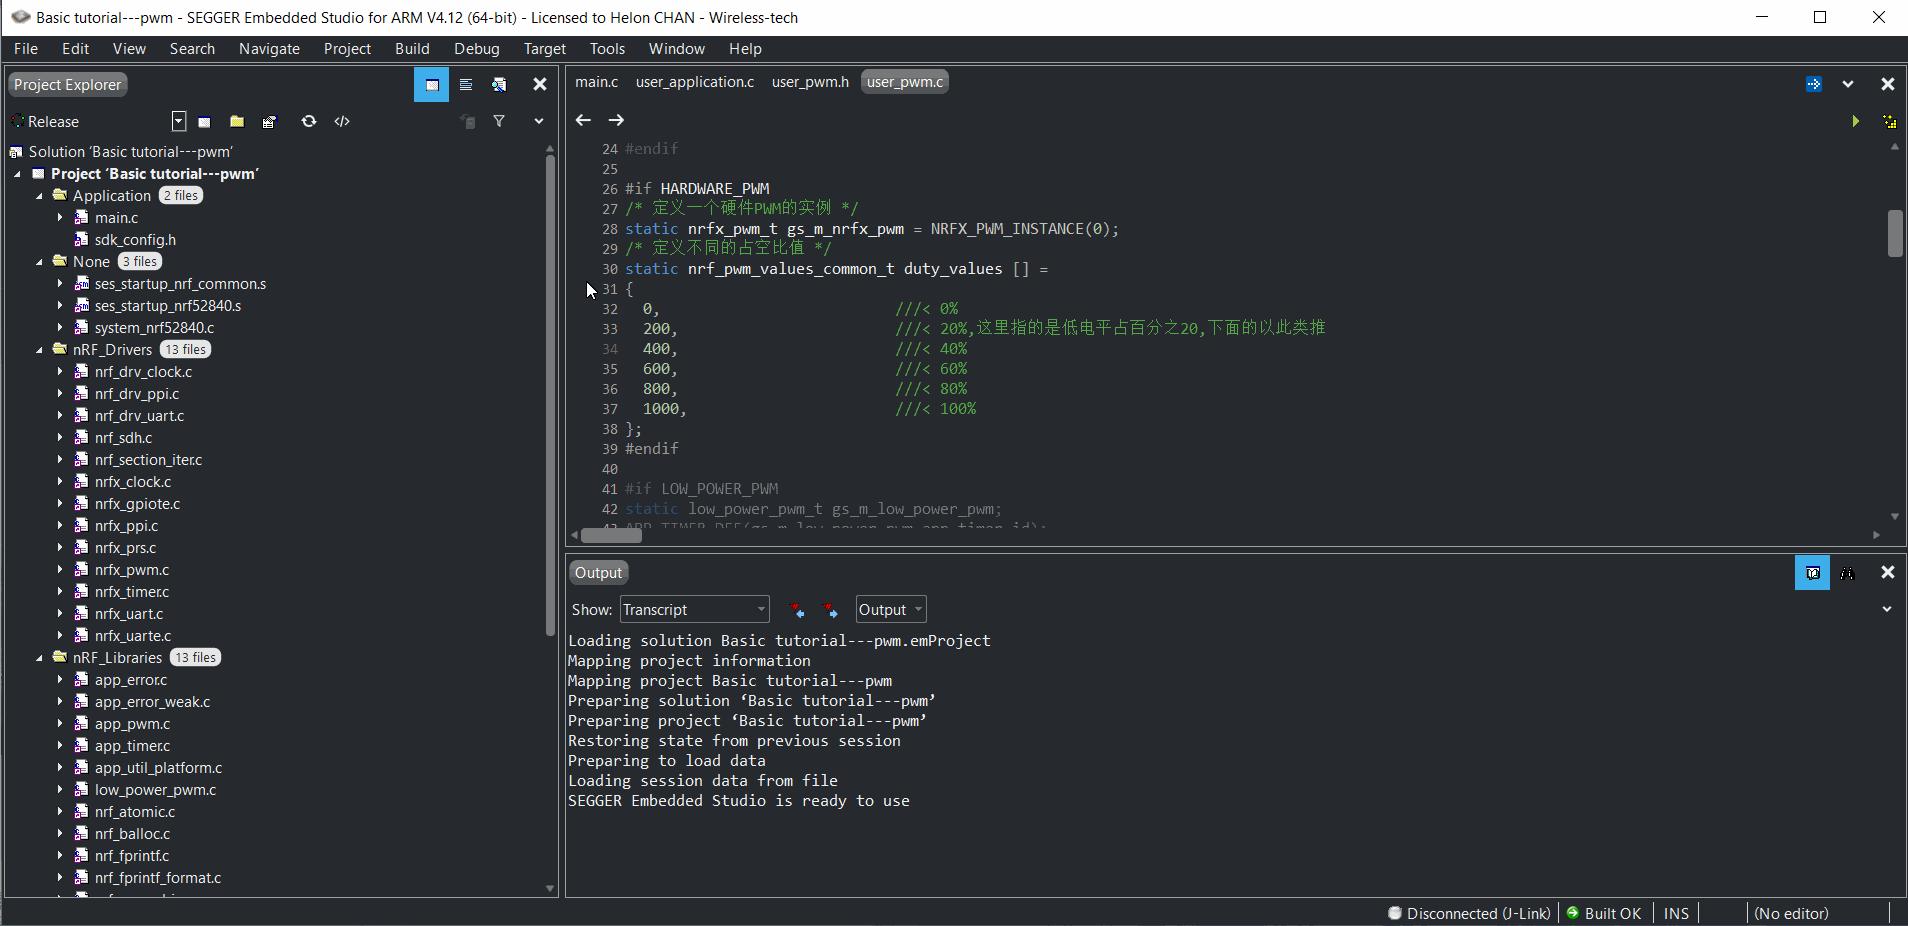 Basic tutorial---pwm - SEGGER Embedded Studio for ARM V4.12 (64-bit) - Licensed to Helon CHAN - Wireless-tech
File Edit View Search Navigate Project Build Debug Target Tools Window Help
Project Explorer
Release
Solution ‘Basic tutorial---pwm’
Project ‘Basic tutorial---pwm’
Application 2 files
main.c
sdk_config.h
None 3 files
ses_startup_nrf_common.s
ses_startup_nrf52840.s
system_nrf52840.c
nRF_Drivers 13 files
nrf_drv_clock.c
nrf_drv_ppi.c
nrf_drv_uart.c
nrf_sdh.c
nrf_section_iter.c
nrfx_clock.c
nrfx_gpiote.c
nrfx_ppi.c
nrfx_prs.c
nrfx_pwm.c
nrfx_timer.c
nrfx_uart.c
nrfx_uarte.c
nRF_Libraries 13 files
app_error.c
app_error_weak.c
app_pwm.c
app_timer.c
app_util_platform.c
low_power_pwm.c
nrf_atomic.c
nrf_balloc.c
nrf_fprintf.c
nrf_fprintf_format.c
main.c user_application.c user_pwm.h user_pwm.c
24 #endif
25
26 #if HARDWARE_PWM
27 /* 定义一个硬件PWM的实例 */
28 static nrfx_pwm_t gs_m_nrfx_pwm = NRFX_PWM_INSTANCE(0);
29 /* 定义不同的占空比值 */
30 static nrf_pwm_values_common_t duty_values [] =
31 {
32 0, ///< 0%
33 200, ///< 20%,这里指的是低电平占百分之20,下面的以此类推
34 400, ///< 40%
35 600, ///< 60%
36 800, ///< 80%
37 1000, ///< 100%
38 };
39 #endif
40
41 #if LOW_POWER_PWM
42 static low_power_pwm_t gs_m_low_power_pwm;
43 APP_TIMER_DEF(gs_m_low_power_pwm_app_timer_id);
Output
Show: Transcript Output
Loading solution Basic tutorial---pwm.emProject
Mapping project information
Mapping project Basic tutorial---pwm
Preparing solution ‘Basic tutorial---pwm’
Preparing project ‘Basic tutorial---pwm’
Restoring state from previous session
Preparing to load data
Loading session data from file
SEGGER Embedded Studio is ready to use
Disconnected (J-Link) Built OK INS (No editor)